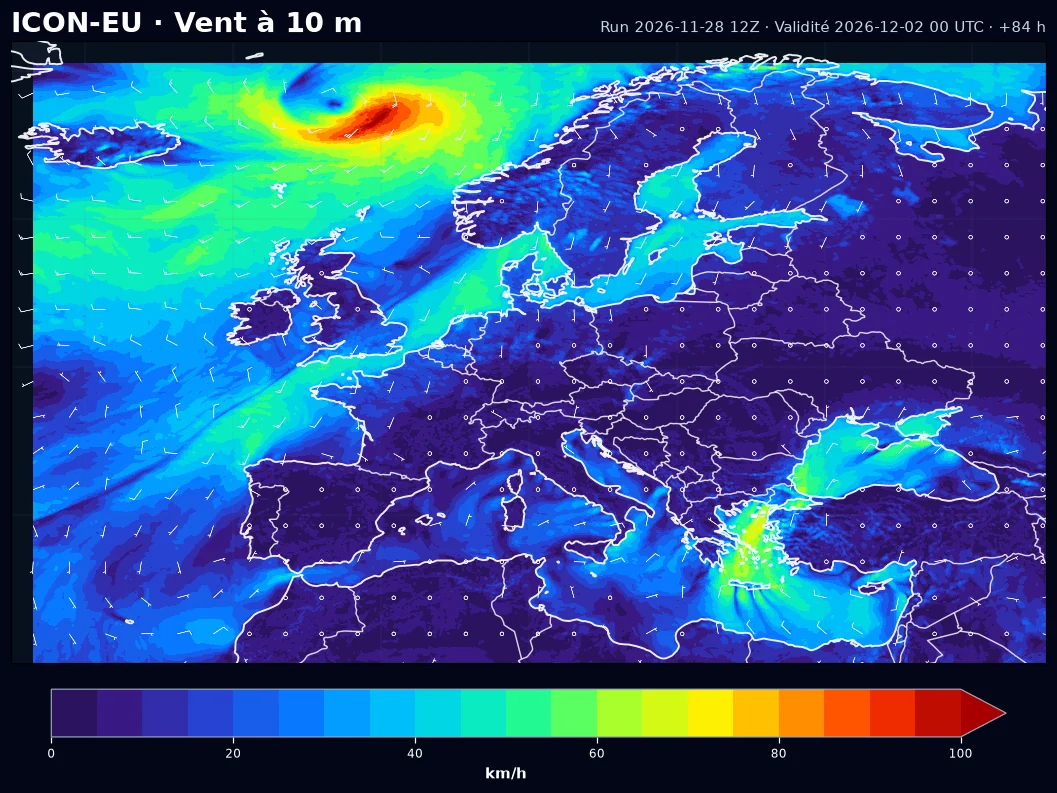 ICON-EU · Vent à 10 m
Run 2026-11-28 12Z · Validité 2026-12-02 00 UTC · +84 h
0 20 40 60 80 100
km/h